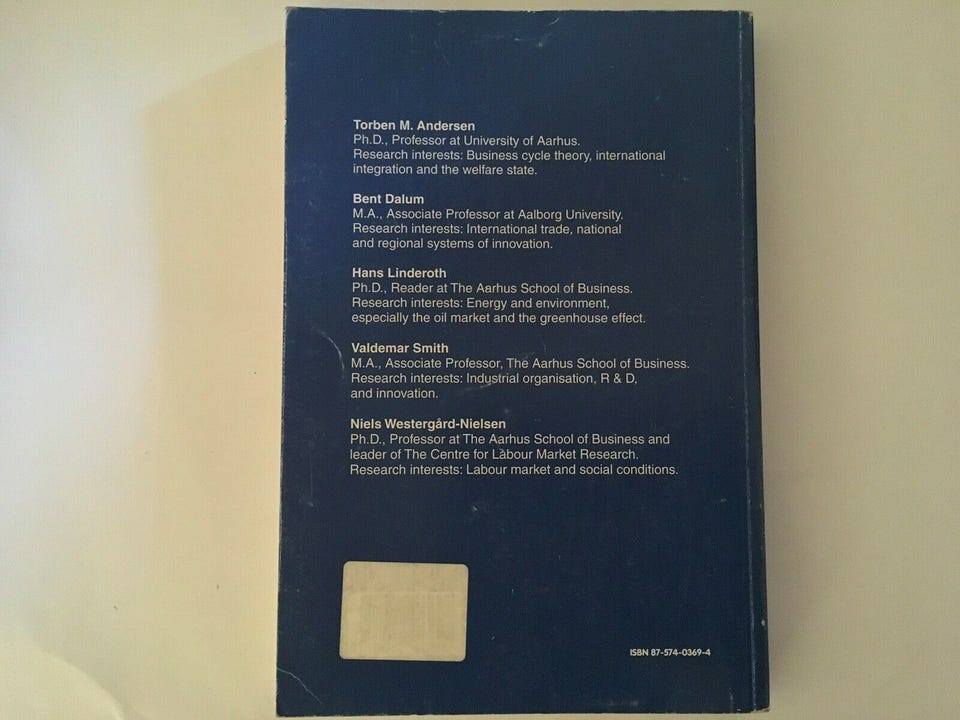 Torben M. Andersen
Ph.D., Professor at University of Aarhus.
Research interests: Business cycle theory, international
integration and the welfare state.
Bent Dalum
M.A., Associate Professor at Aalborg University.
Research interests: International trade, national
and regional systems of innovation.
Hans Linderoth
Ph.D., Reader at The Aarhus School of Business.
Research interests: Energy and environment,
especially the oil market and the greenhouse effect.
Valdemar Smith
M.A., Associate Professor, The Aarhus School of Business.
Research interests: Industrial organisation, R & D,
and innovation.
Niels Westergård-Nielsen
Ph.D., Professor at The Aarhus School of Business and
leader of The Centre for Labour Market Research.
Research interests: Labour market and social conditions.
ISBN 87-574-0369-4